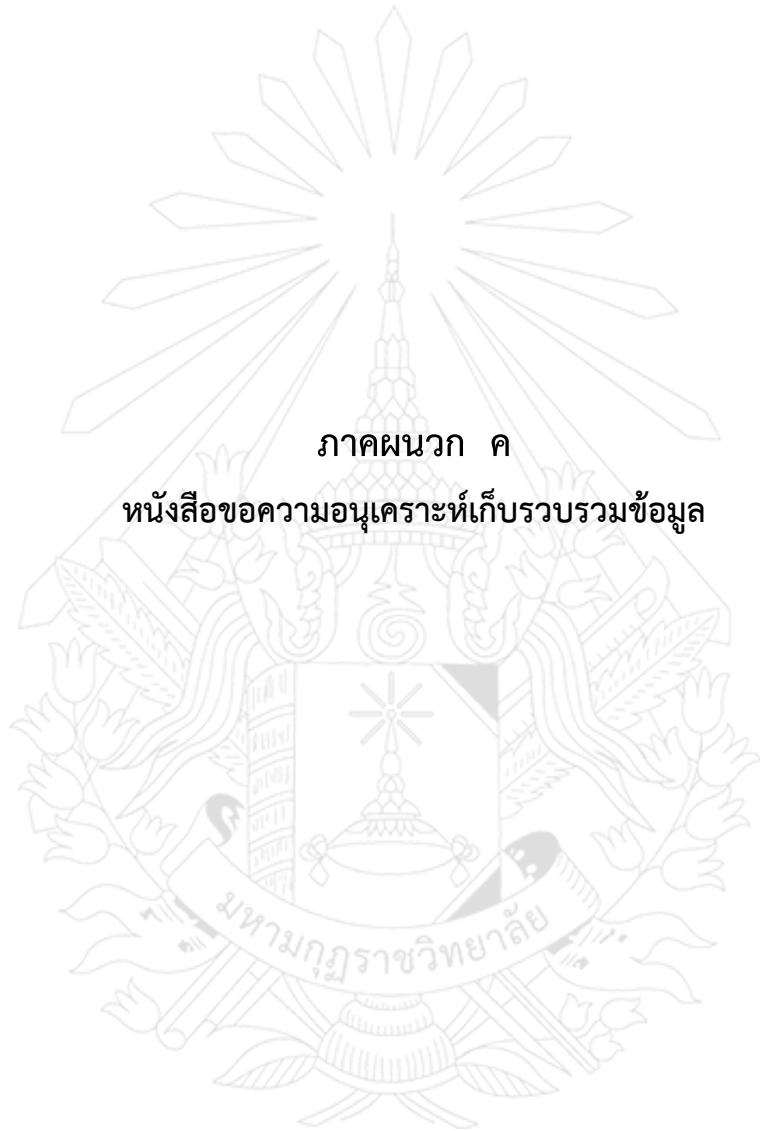 ภาคผนวก ค
หนังสือขอความอนุเคราะห์เก็บรวบรวมข้อมูล
มหามกุฏราชวิทยาลัย